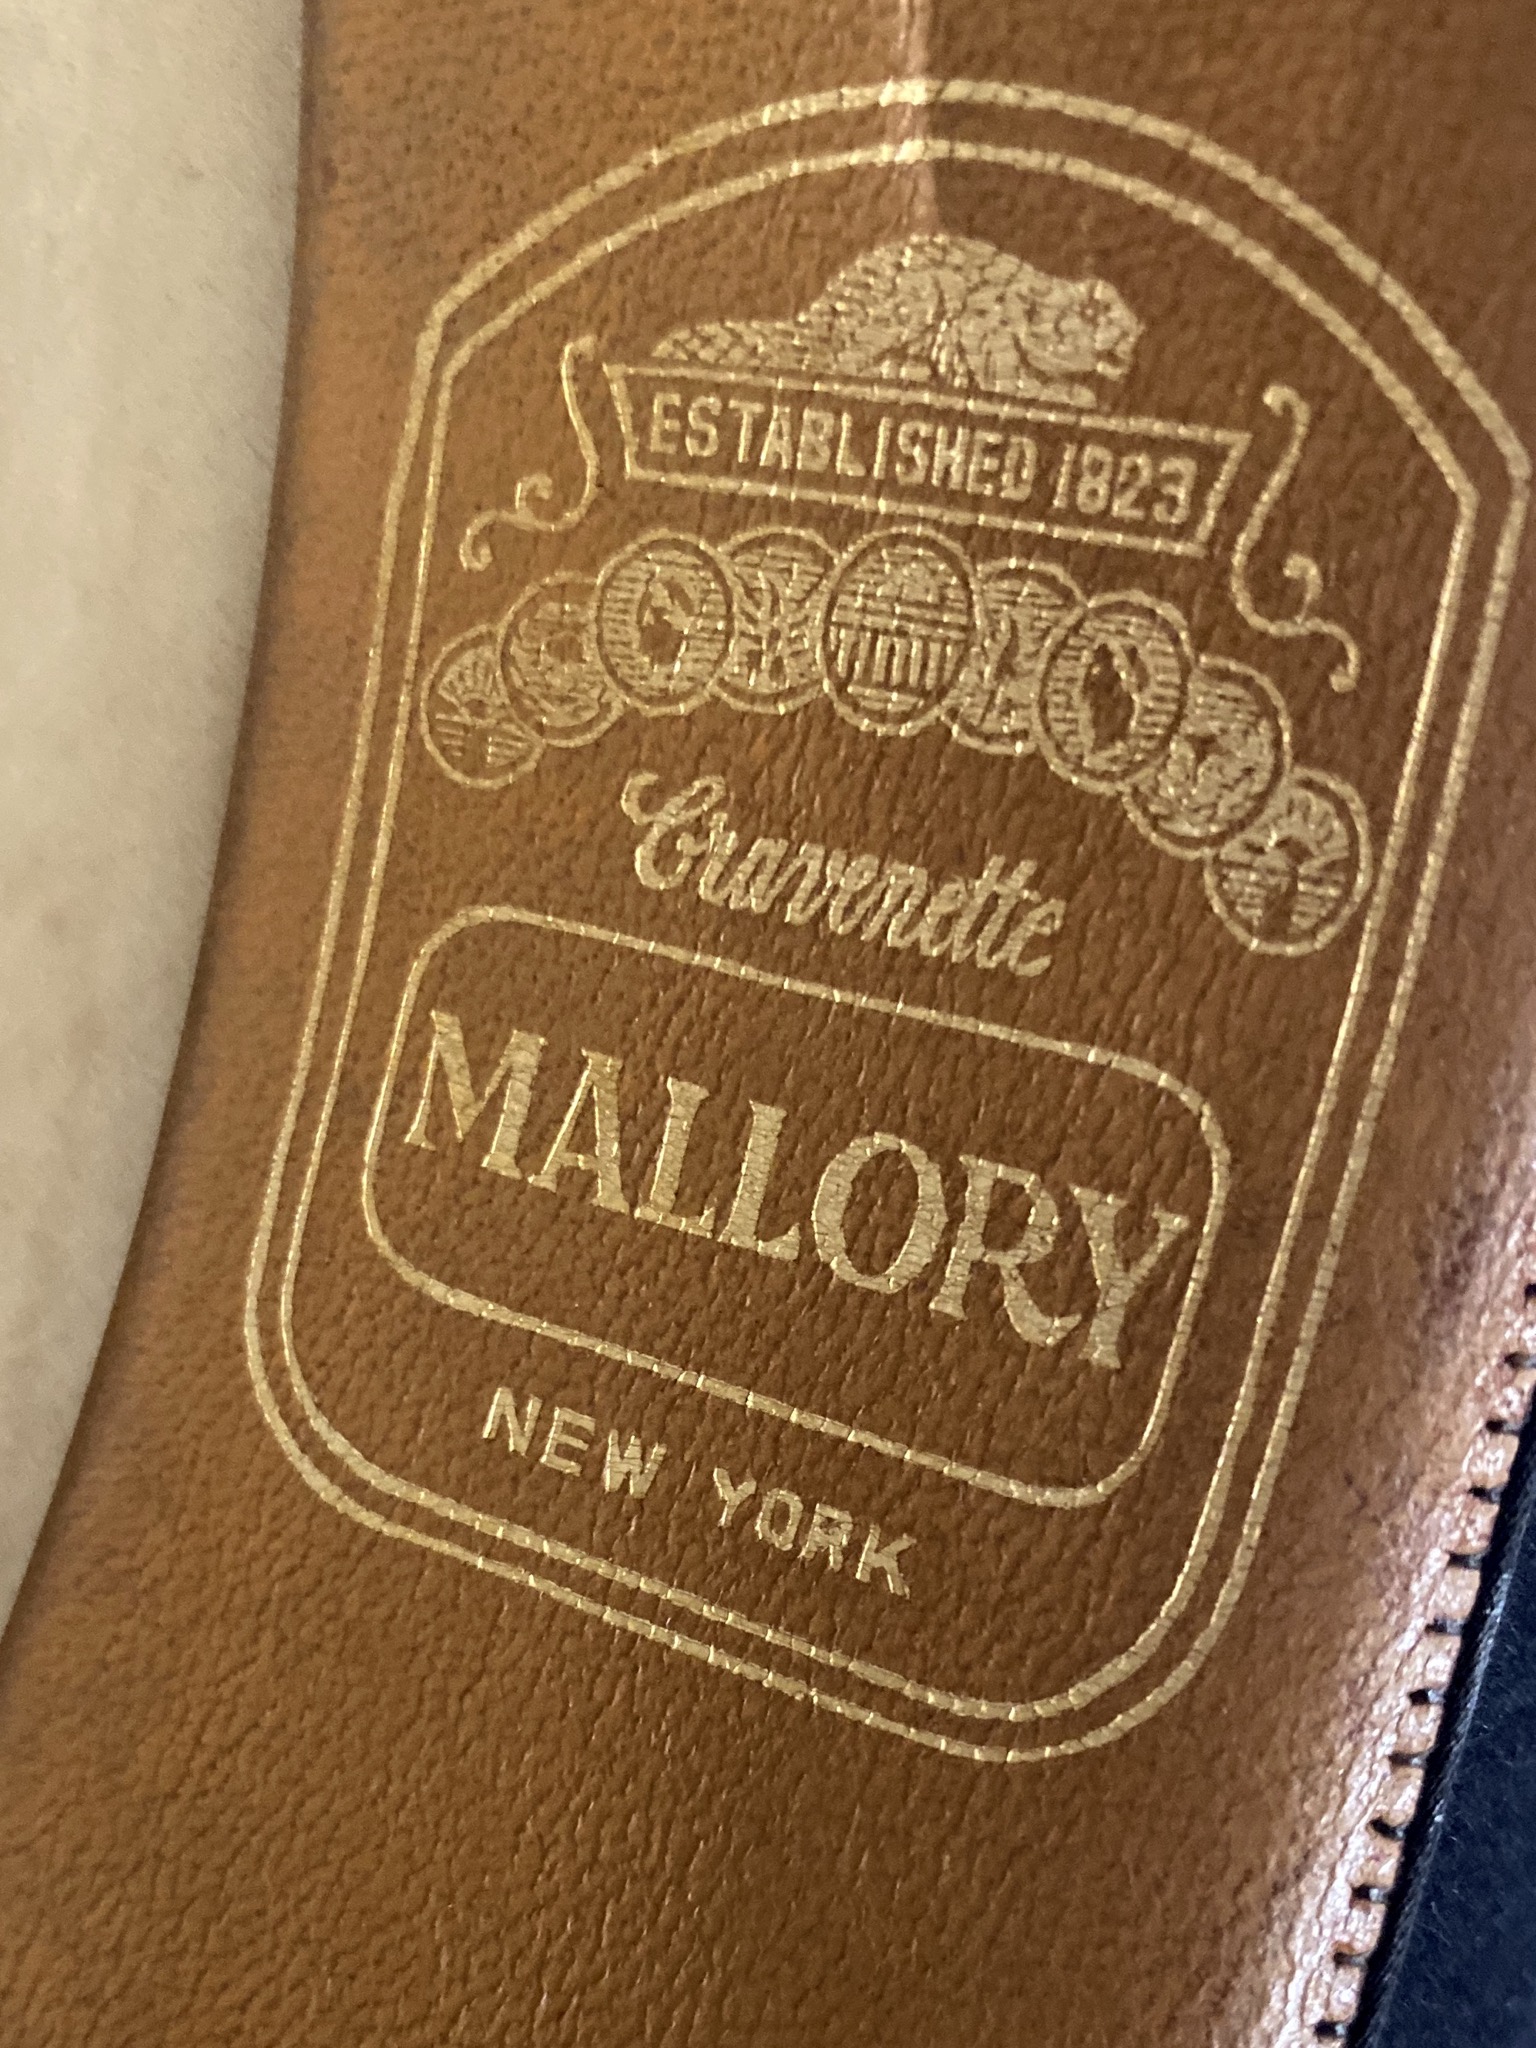 ESTABLISHED 1823
Cravenette
MALLORY
NEW YORK